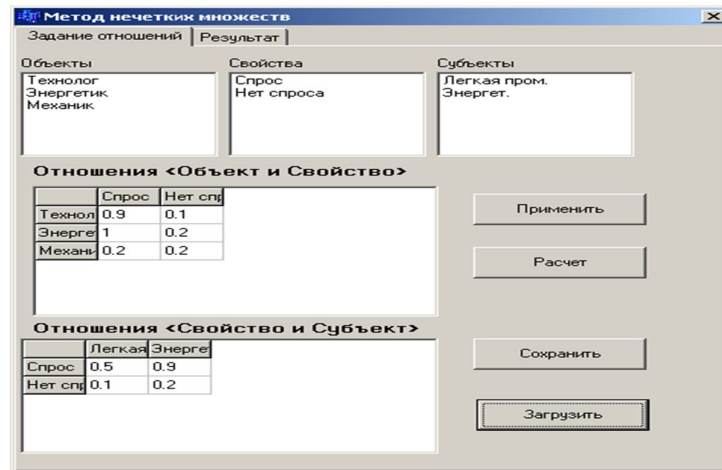 Метод нечетких множеств
Задание отношений Результат
Объекты Свойства Субъекты
Технолог Спрос Легкая пром.
Энергетик Нет спроса Энергет.
Механик
Отношения <Объект и Свойство>
Спрос Нет спр
Технол 0.9 0.1
Энерге 1 0.2
Механи 0.2 0.2
Применить
Расчет
Отношения <Свойство и Субъект>
Легкая Энерге
Спрос 0.5 0.9
Нет спр 0.1 0.2
Сохранить
Загрузить